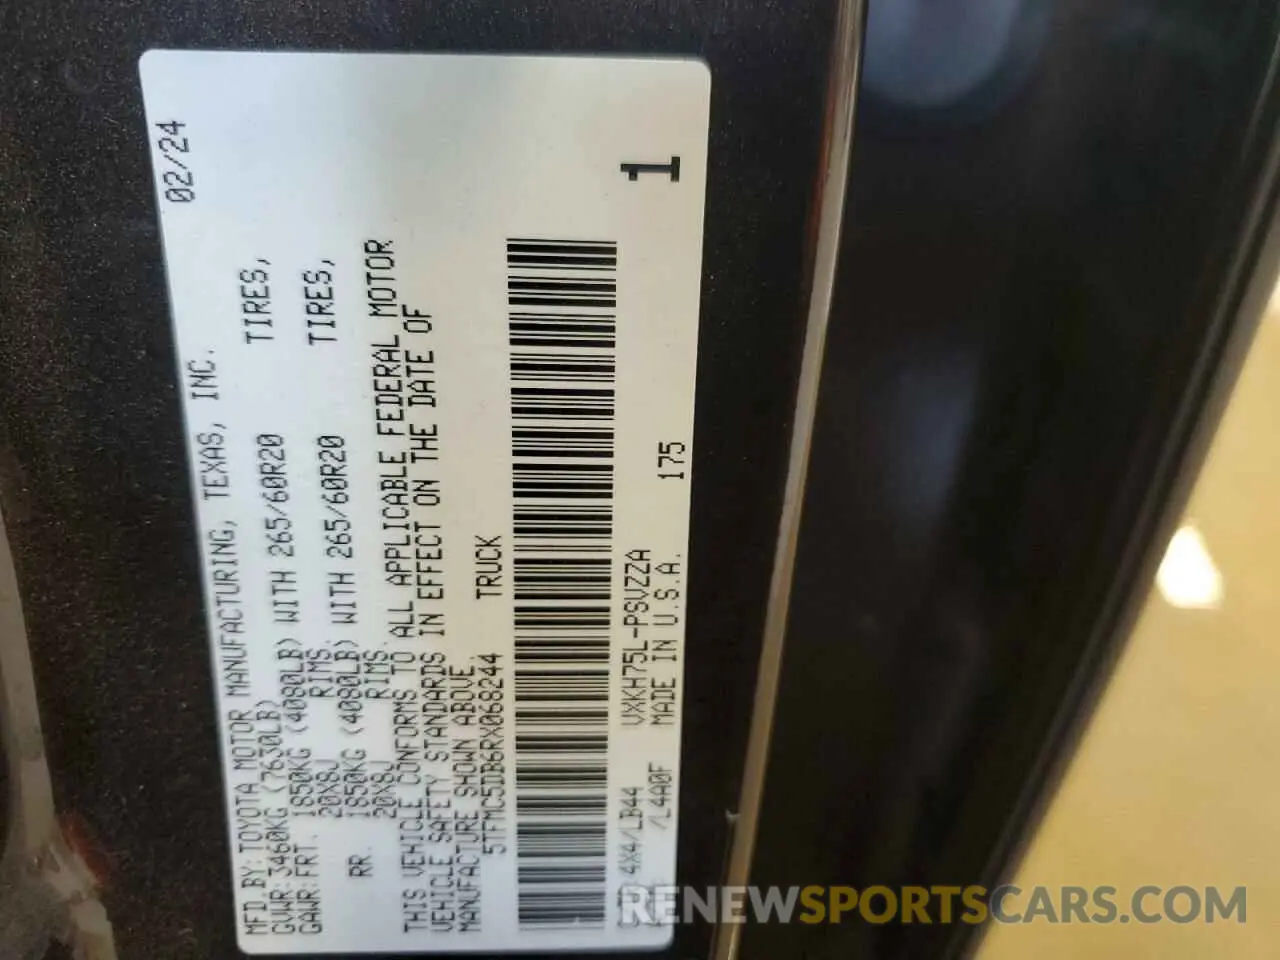 MFD BY: TOYOTA MOTOR MANUFACTURING, TEXAS, INC. 02/24
GVWR: 3460KG (7630LB)
GAWR: FRT. 1850KG (4080LB) WITH 265/60R20 TIRES,
20X8J RIMS.
RR. 1850KG (4080LB) WITH 265/60R20 TIRES,
20X8J RIMS.
THIS VEHICLE CONFORMS TO ALL APPLICABLE FEDERAL MOTOR
VEHICLE SAFETY STANDARDS IN EFFECT ON THE DATE OF
MANUFACTURE SHOWN ABOVE.
5TFMC5DB6RX068244 TRUCK
4X4/LB44 VXKH75L-PSVZZA
/L4A0F MADE IN U.S.A. 175
1
RENEWSPORTSCARS.COM